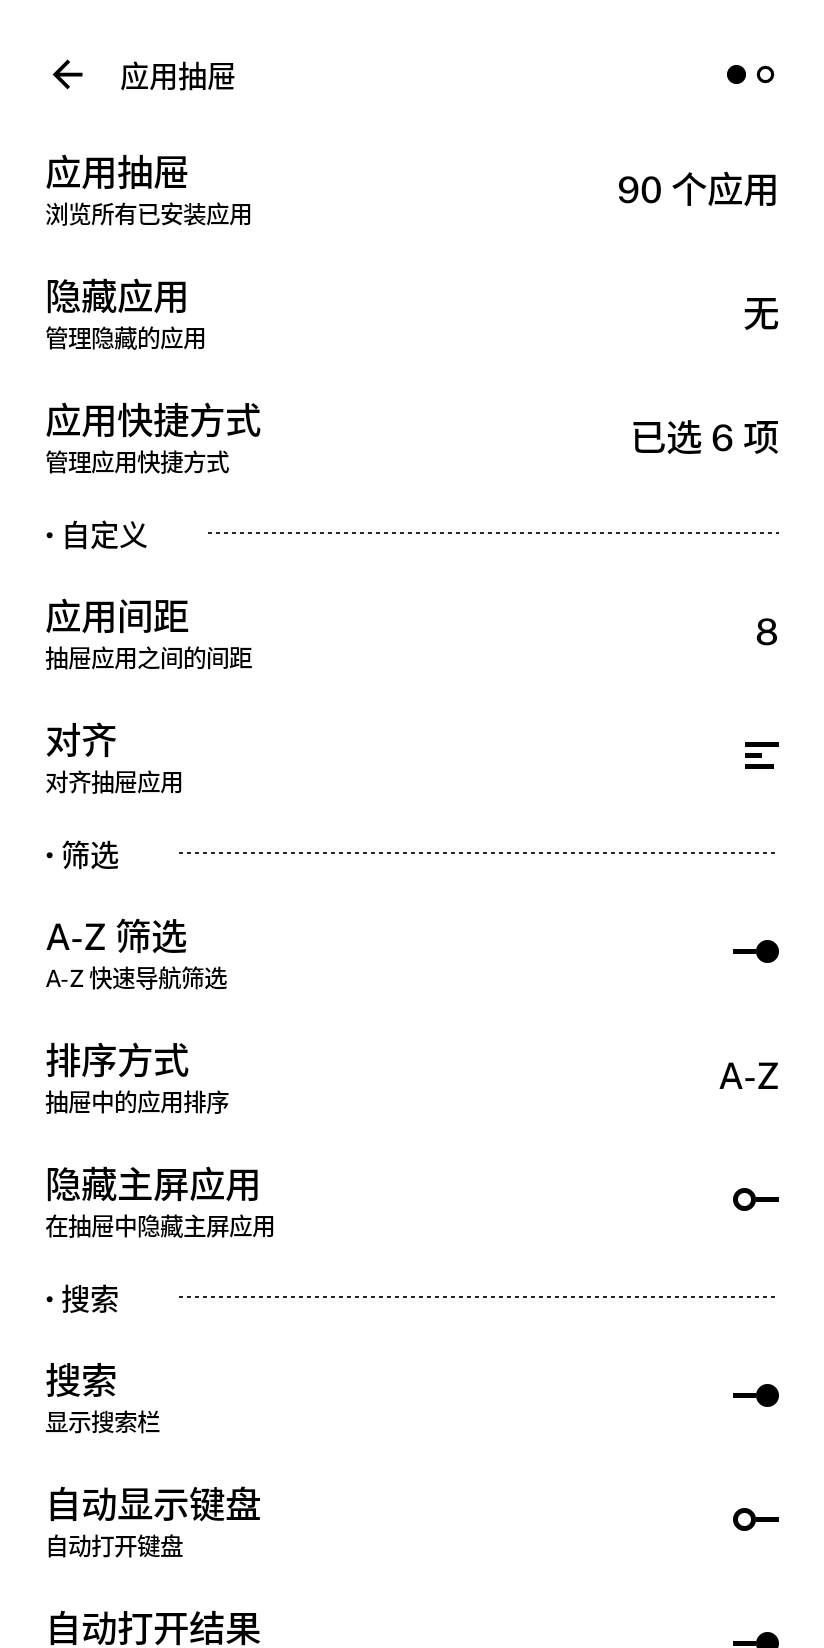 应用抽屉
应用抽屉
浏览所有已安装应用
90 个应用
隐藏应用
管理隐藏的应用
无
应用快捷方式
管理应用快捷方式
已选 6 项
• 自定义
应用间距
抽屉应用之间的间距
8
对齐
对齐抽屉应用
• 筛选
A-Z 筛选
A-Z 快速导航筛选
排序方式
抽屉中的应用排序
A-Z
隐藏主屏应用
在抽屉中隐藏主屏应用
• 搜索
搜索
显示搜索栏
自动显示键盘
自动打开键盘
自动打开结果